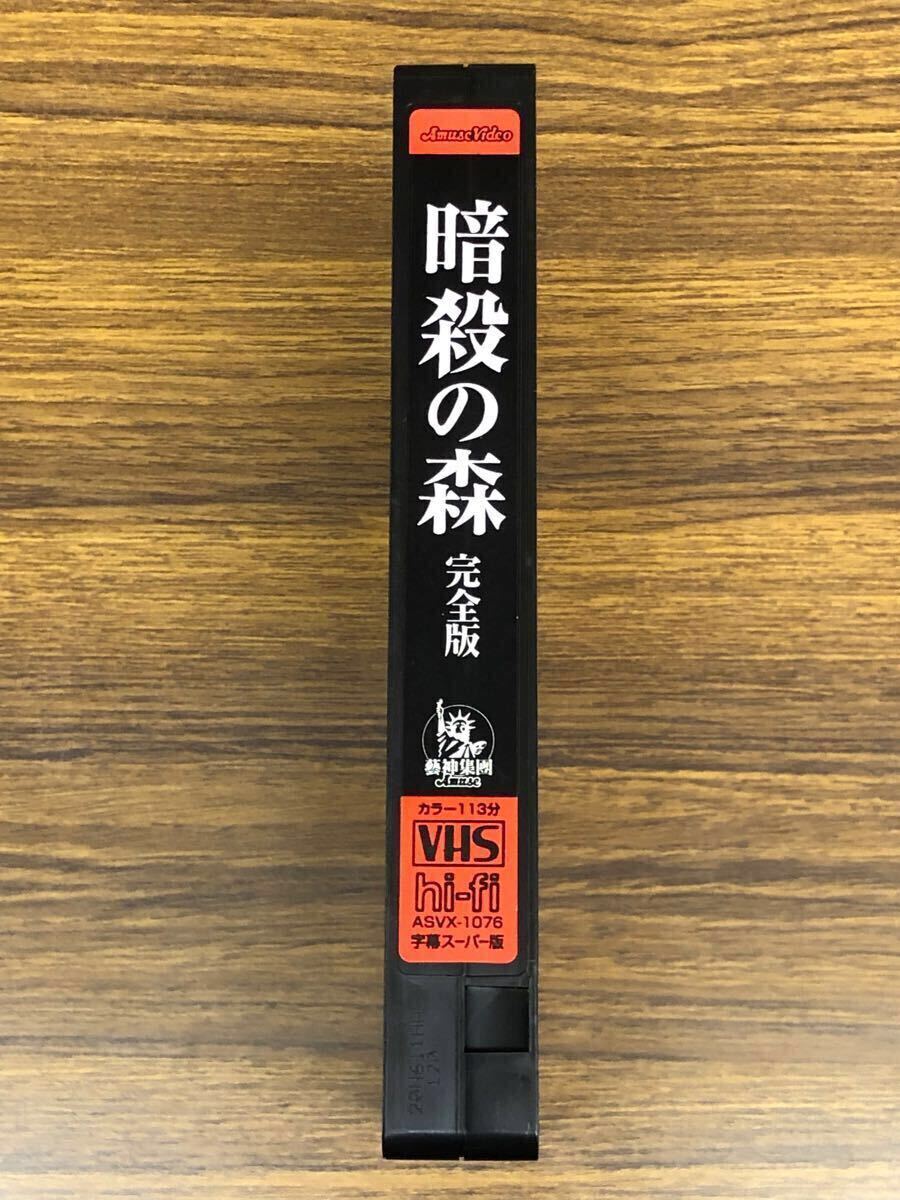 AmuseVideo
暗殺の森
完全版
藝神集團
Amuse
カラー113分
VHS
hi-fi
ASVX-1076
字幕スーパー版